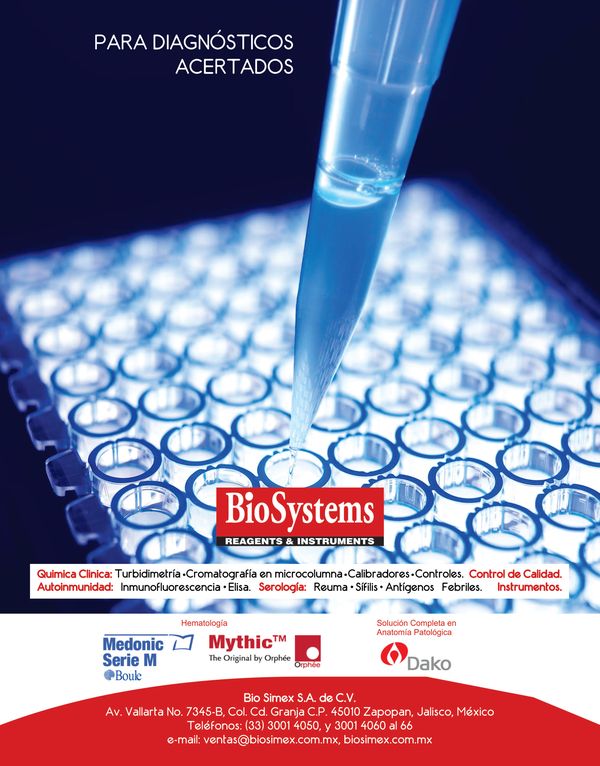 PARA DIAGNÓSTICOS
ACERTADOS
BioSystems
REAGENTS & INSTRUMENTS
Quimica Clinica: Turbidimetría•Cromatografía en microcolumna•Calibradores•Controles. Control de Calidad.
Autoinmunidad: Inmunofluorescencia•Elisa. Serología: Reuma•Sífilis•Antígenos Febriles. Instrumentos.
Hematología
Medonic
Serie M
Boule
Mythic™
The Original by Orphée
Orphée
Solución Completa en
Anatomía Patológica
Dako
Bio Simex S.A. de C.V.
Av. Vallarta No. 7345-B, Col. Cd. Granja C.P. 45010 Zapopan, Jalisco, México
Teléfonos: (33) 3001 4050, y 3001 4060 al 66
e-mail: ventas@biosimex.com.mx, biosimex.com.mx